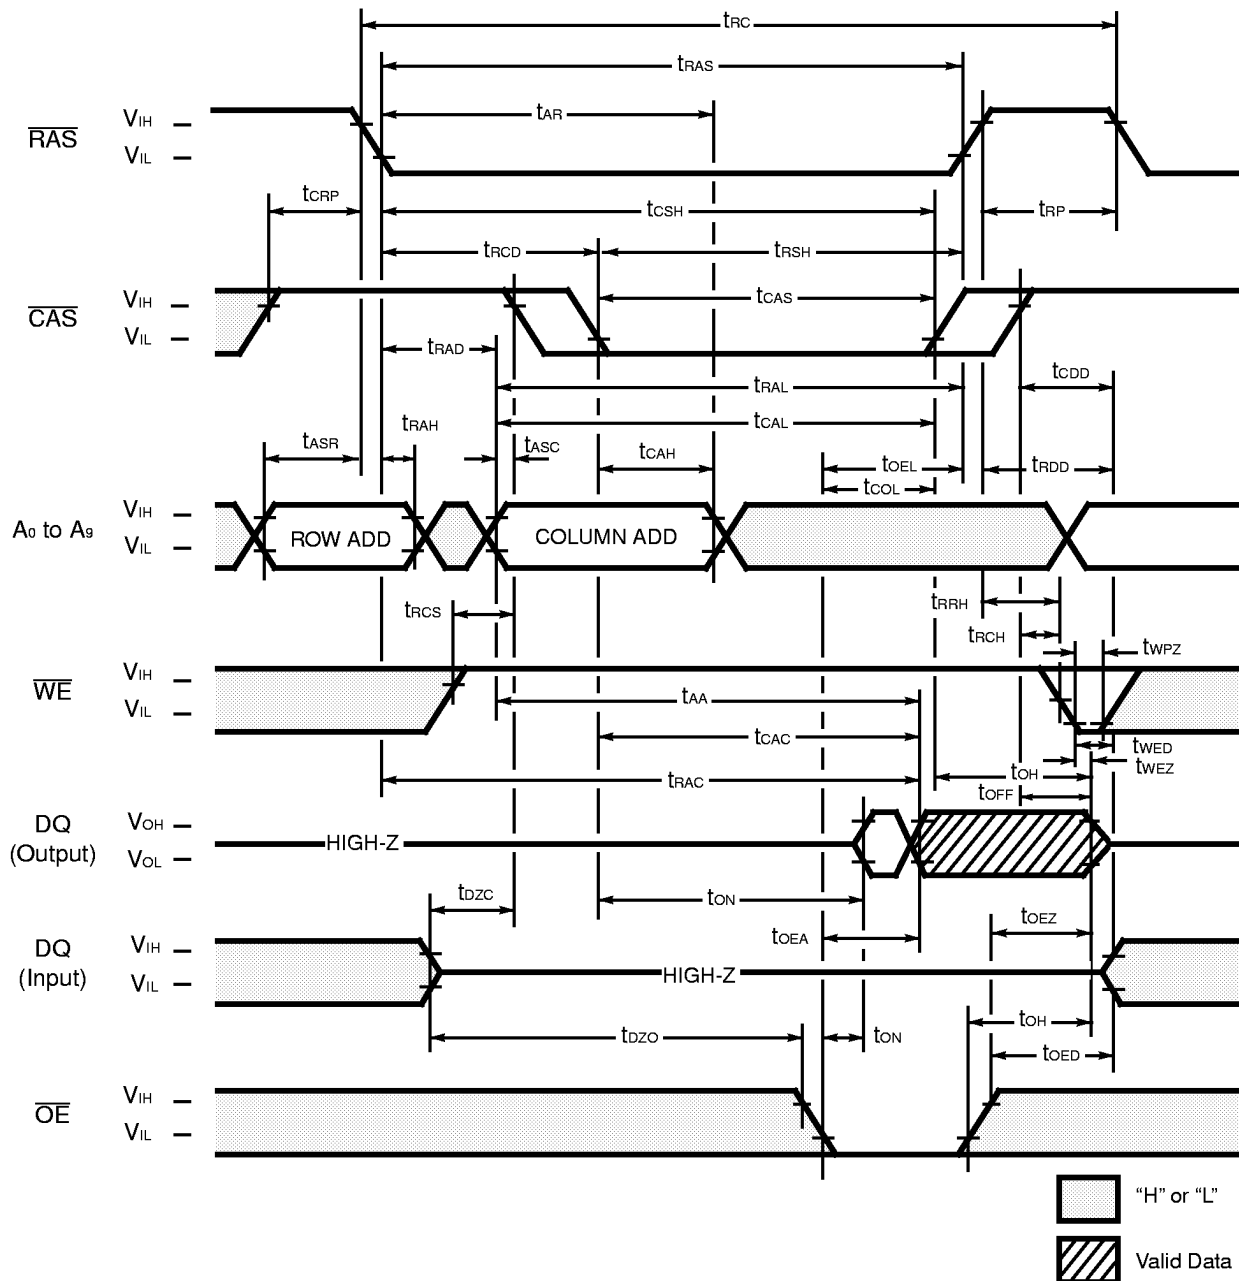 tRC
tRAS
tAR
RAS
VIH
VIL
tCRP
tCSH
tRP
tRCD
tRSH
CAS
VIH
VIL
tCAS
tRAD
tRAL
tCDD
tCAL
tRAH
tASR
tASC
tCAH
tOEL
tRDD
tCOL
A0 to A9
VIH
VIL
ROW ADD
COLUMN ADD
tRCS
tRRH
tRCH
tWPZ
WE
VIH
VIL
tAA
tCAC
tWED
tWEZ
tRAC
tOH
tOFF
DQ
(Output)
VOH
VOL
HIGH-Z
tDZC
tON
tOEZ
tOEA
DQ
(Input)
VIH
VIL
HIGH-Z
tOH
tDZO
tON
tOED
OE
VIH
VIL
“H” or “L”
Valid Data